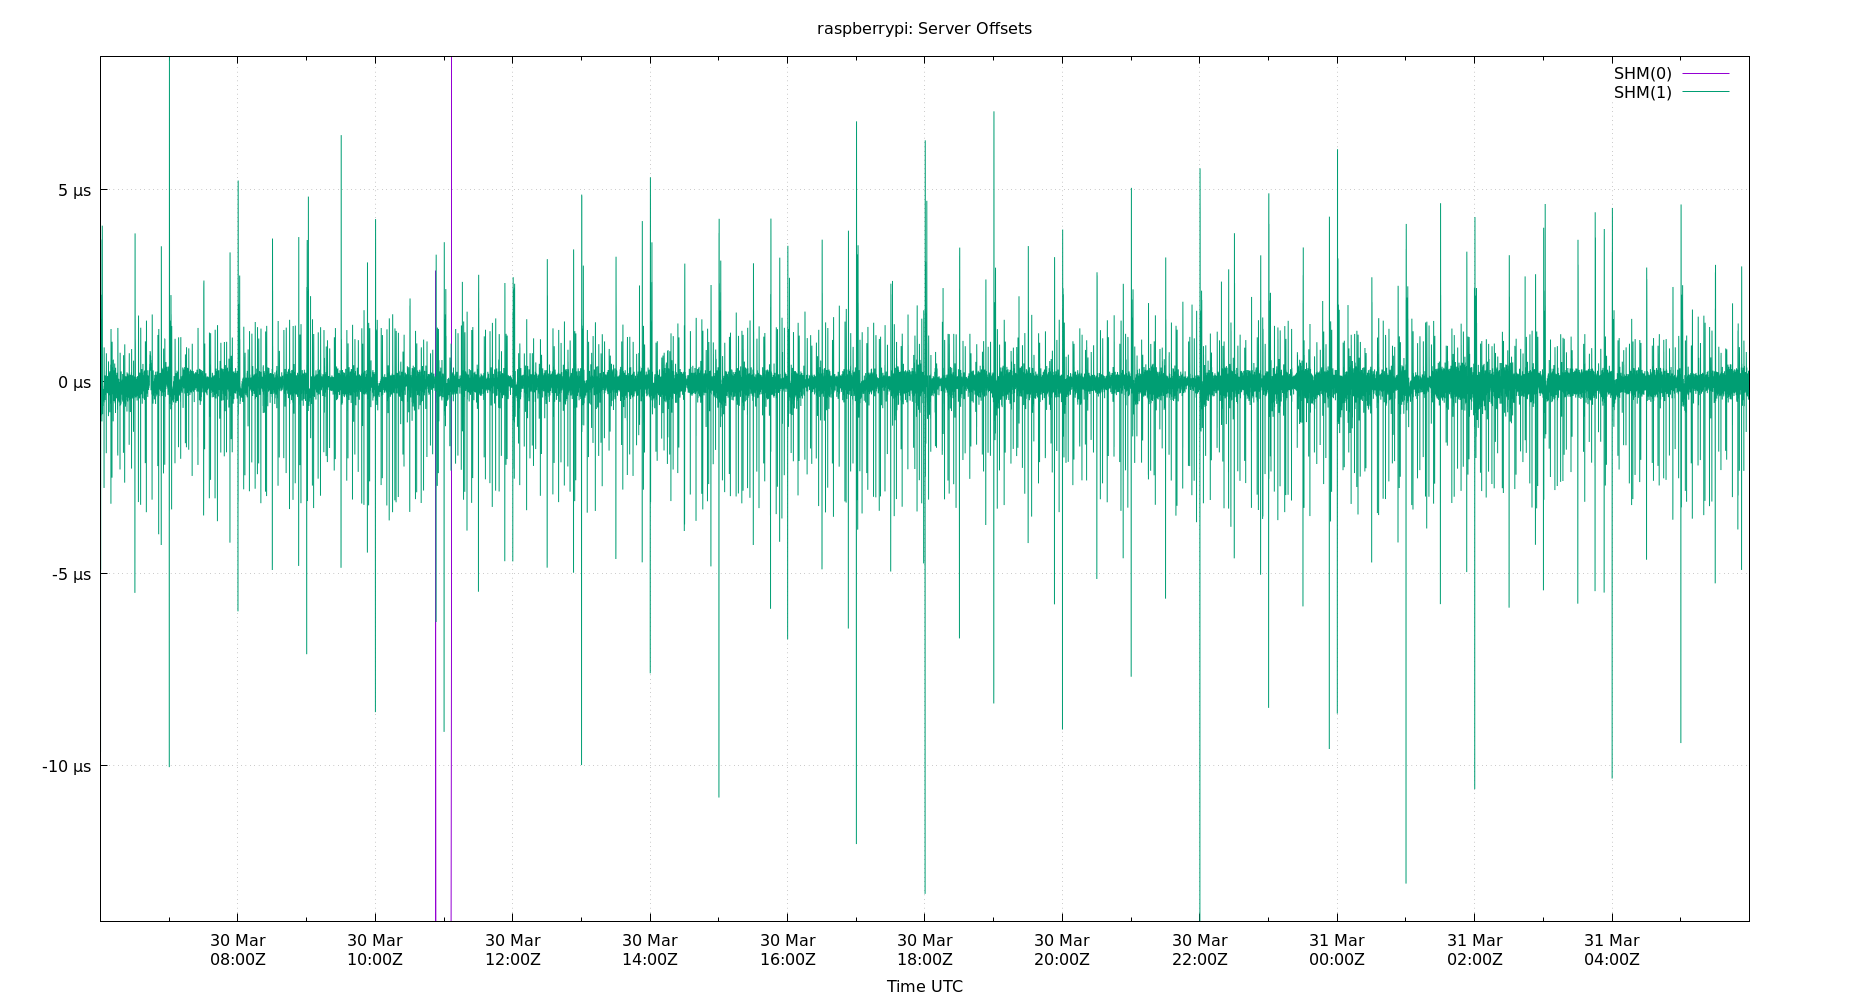 raspberrypi: Server Offsets
SHM(0)
SHM(1)
5 µs
0 µs
-5 µs
-10 µs
30 Mar 30 Mar 30 Mar 30 Mar 30 Mar 30 Mar 30 Mar 30 Mar 31 Mar 31 Mar 31 Mar
08:00Z 10:00Z 12:00Z 14:00Z 16:00Z 18:00Z 20:00Z 22:00Z 00:00Z 02:00Z 04:00Z
Time UTC